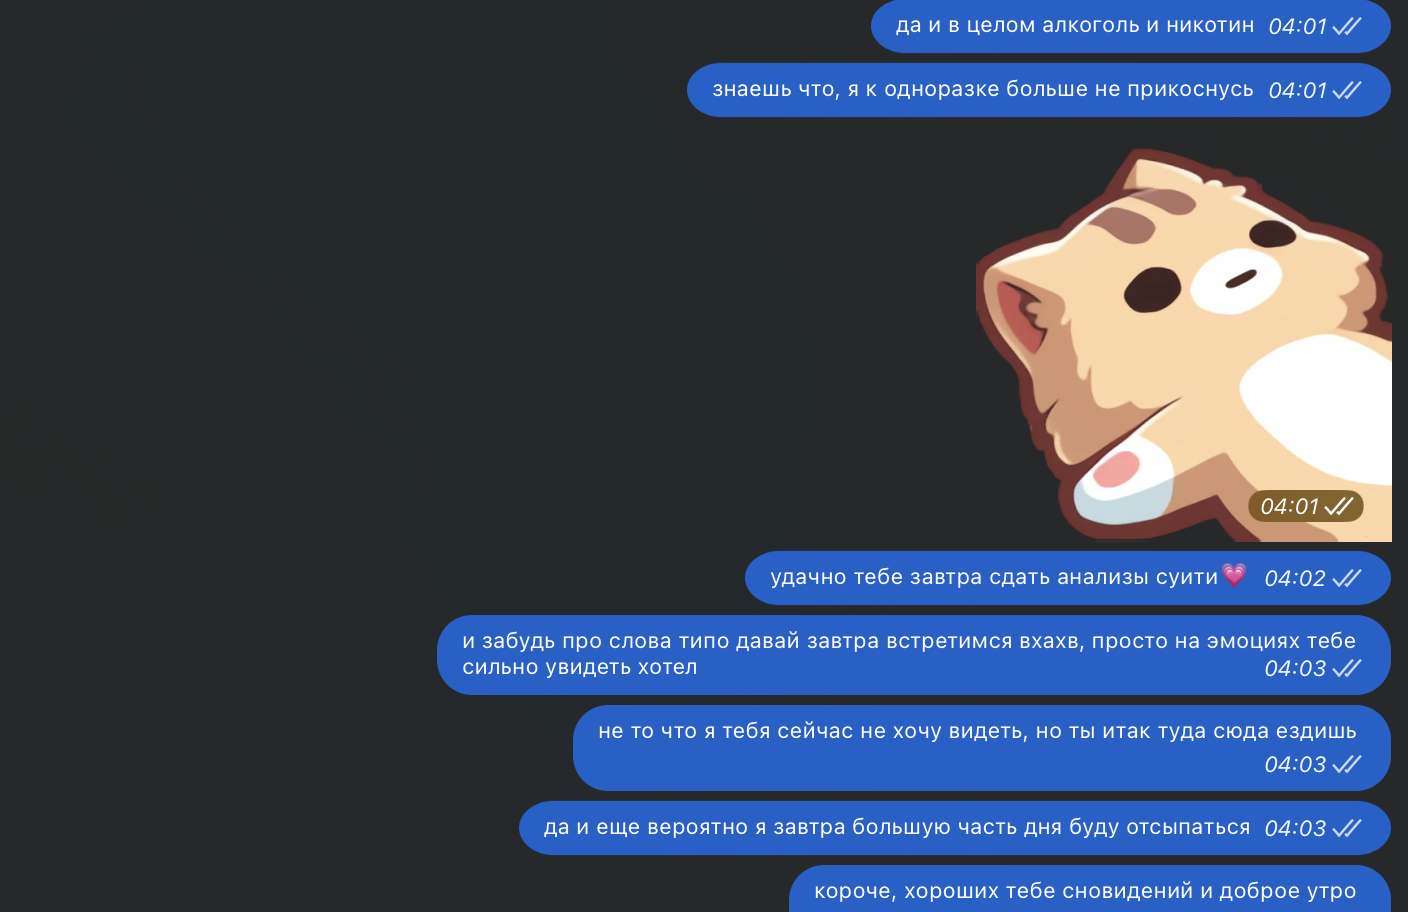 да и в целом алкоголь и никотин 04:01
знаешь что, я к одноразке больше не прикоснусь 04:01
04:01
удачно тебе завтра сдать анализы суити💗 04:02
и забудь про слова типо давай завтра встретимся вхахв, просто на эмоциях тебе
сильно увидеть хотел 04:03
не то что я тебя сейчас не хочу видеть, но ты итак туда сюда ездишь
04:03
да и еще вероятно я завтра большую часть дня буду отсыпаться 04:03
короче, хороших тебе сновидений и доброе утро